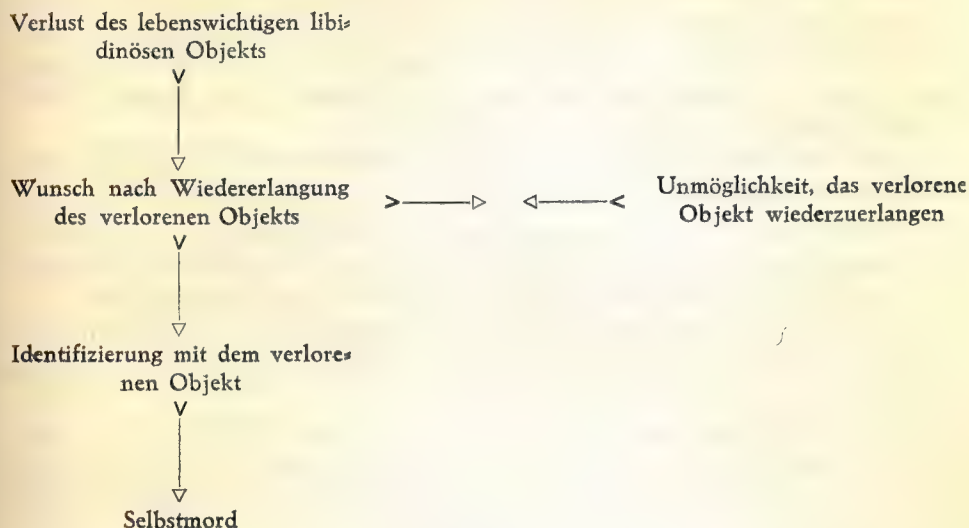 Verlust des lebenswichtigen libi⸗
dinösen Objekts
Wunsch nach Wiedererlangung
des verlorenen Objekts
Unmöglichkeit, das verlorene
Objekt wiederzuerlangen
Identifizierung mit dem verlore⸗
nen Objekt
Selbstmord